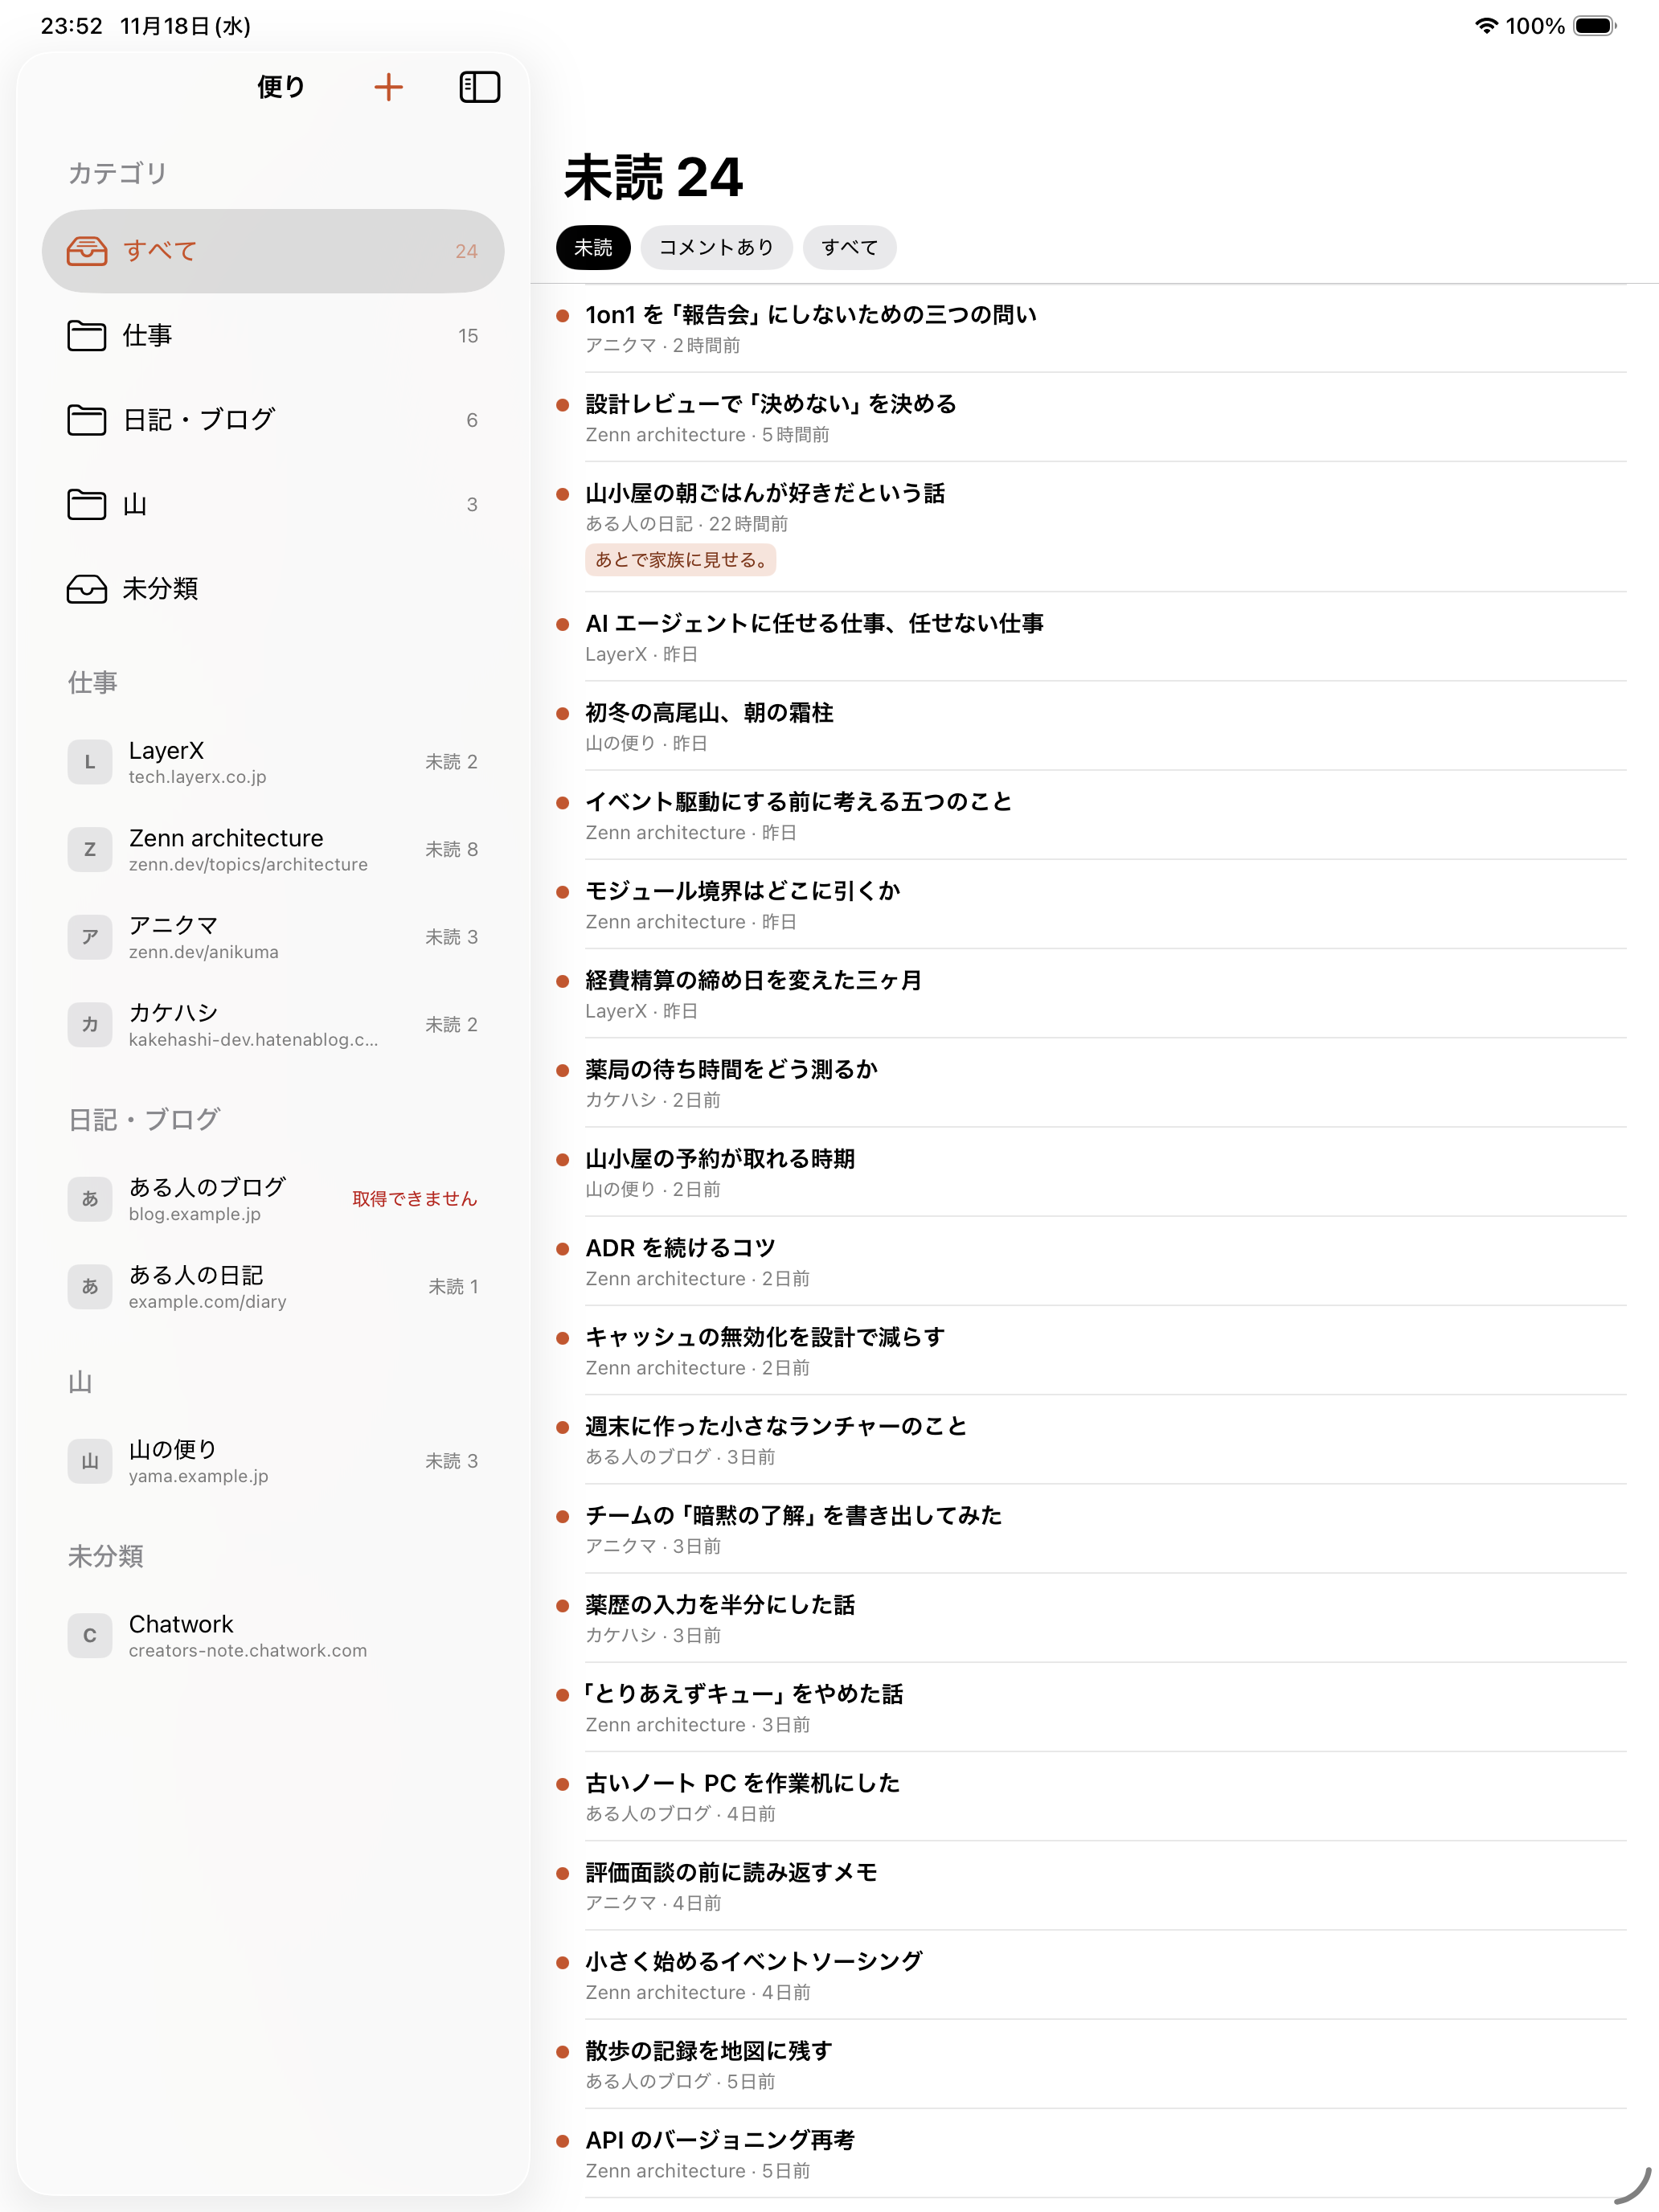 23:52 11月18日(水)
100%
便り
カテゴリ
すべて 24
仕事 15
日記・ブログ 6
山 3
未分類
仕事
L LayerX 未読 2
tech.layerx.co.jp
Z Zenn architecture 未読 8
zenn.dev/topics/architecture
ア アニクマ 未読 3
zenn.dev/anikuma
カ カケハシ 未読 2
kakehashi-dev.hatenablog.c...
日記・ブログ
あ ある人のブログ 取得できません
blog.example.jp
あ ある人の日記 未読 1
example.com/diary
山
山 山の便り 未読 3
yama.example.jp
未分類
C Chatwork
creators-note.chatwork.com
未読 24
未読 コメントあり すべて
1on1 を「報告会」にしないための三つの問い
アニクマ · 2時間前
設計レビューで「決めない」を決める
Zenn architecture · 5時間前
山小屋の朝ごはんが好きだという話
ある人の日記 · 22時間前
あとで家族に見せる。
AI エージェントに任せる仕事、任せない仕事
LayerX · 昨日
初冬の高尾山、朝の霜柱
山の便り · 昨日
イベント駆動にする前に考える五つのこと
Zenn architecture · 昨日
モジュール境界はどこに引くか
Zenn architecture · 昨日
経費精算の締め日を変えた三ヶ月
LayerX · 昨日
薬局の待ち時間をどう測るか
カケハシ · 2日前
山小屋の予約が取れる時期
山の便り · 2日前
ADR を続けるコツ
Zenn architecture · 2日前
キャッシュの無効化を設計で減らす
Zenn architecture · 2日前
週末に作った小さなランチャーのこと
ある人のブログ · 3日前
チームの「暗黙の了解」を書き出してみた
アニクマ · 3日前
薬歴の入力を半分にした話
カケハシ · 3日前
「とりあえずキュー」をやめた話
Zenn architecture · 3日前
古いノート PC を作業机にした
ある人のブログ · 4日前
評価面談の前に読み返すメモ
アニクマ · 4日前
小さく始めるイベントソーシング
Zenn architecture · 4日前
散歩の記録を地図に残す
ある人のブログ · 5日前
API のバージョニング再考
Zenn architecture · 5日前